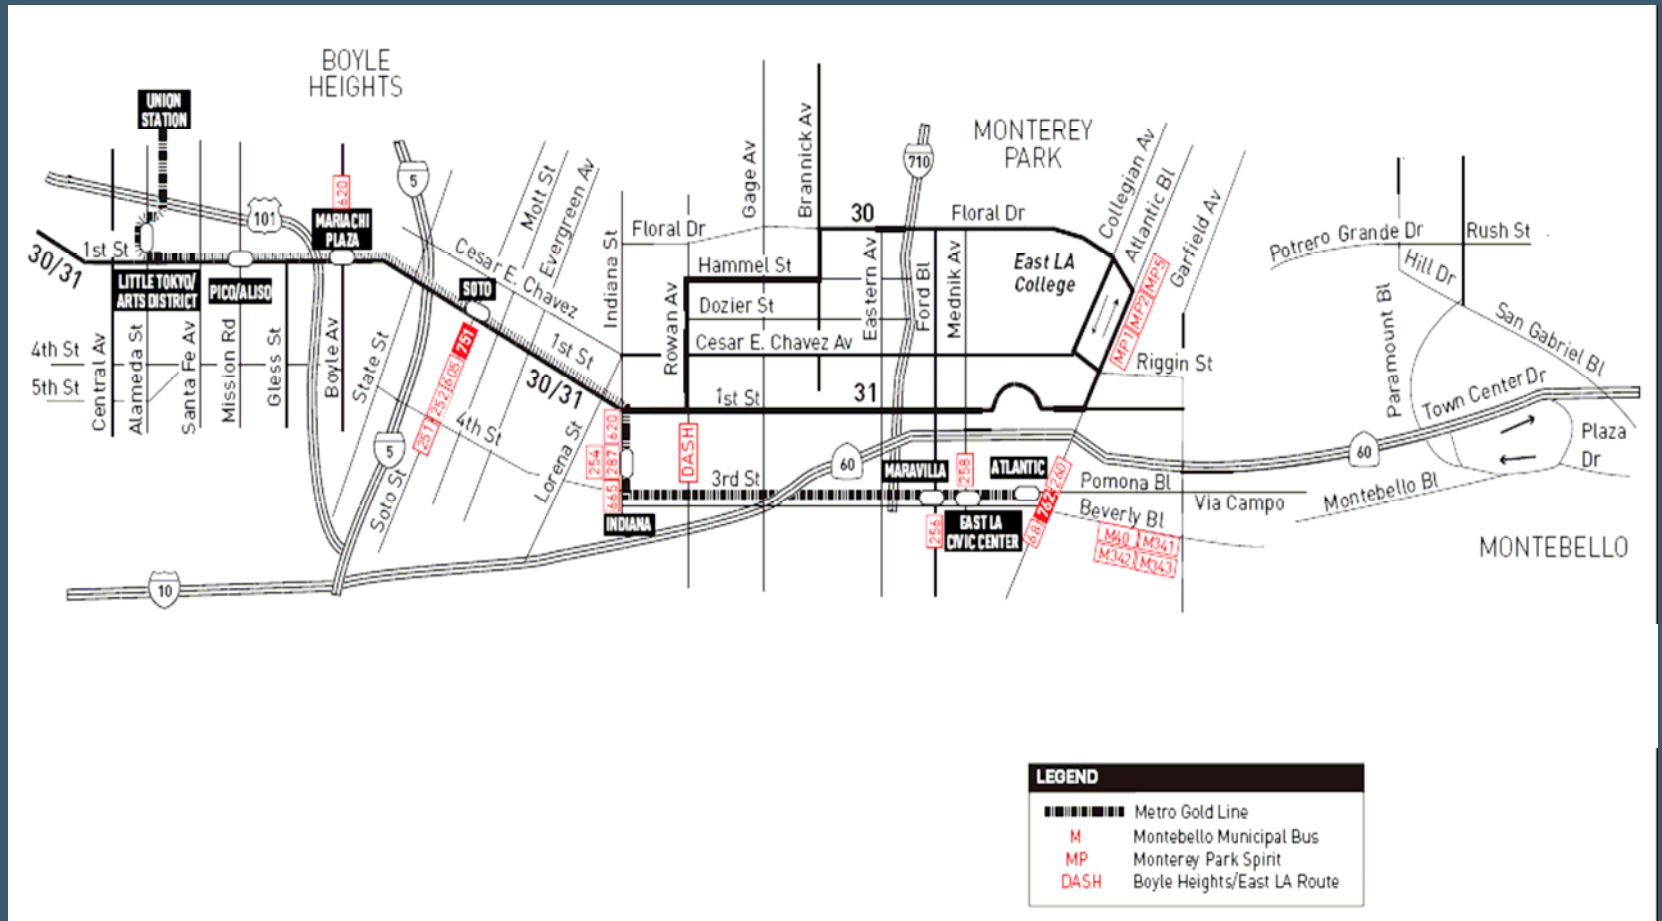 BOYLE
HEIGHTS
UNION
STATION
620
5
101
MARIACHI
PLAZA
Mott St
Evergreen Av
Cesar E. Chavez
1st St
30/31
LITTLE TOKYO/
ARTS DISTRICT
PICO/ALISO
SOTO
751
605
252
251
4th St
5th St
Central Av
Alameda St
Santa Fe Av
Mission Rd
Gless St
Boyle Av
State St
5
Soto St
4th St
Lorena St
1st St
30/31
10
Indiana St
Floral Dr
Gage Av
Brannick Av
Hammel St
Rowan Av
Dozier St
Cesar E. Chavez Av
1st St
30
31
710
Floral Dr
Eastern Av
Ford Bl
Mednik Av
MONTEREY
PARK
East LA
College
Collegian Av
Atlantic Bl
Garfield Av
MP1
MP2
MP5
Riggin St
620
254
287
665
INDIANA
DASH
3rd St
60
MARAVILLA
258
ATLANTIC
256
EAST LA
CIVIC CENTER
260
762
68
Pomona Bl
Beverly Bl
Via Campo
M40
M341
M342
M343
Potrero Grande Dr
Rush St
Hill Dr
Paramount Bl
San Gabriel Bl
Town Center Dr
60
Plaza
Dr
Montebello Bl
MONTEBELLO
LEGEND
Metro Gold Line
M Montebello Municipal Bus
MP Monterey Park Spirit
DASH Boyle Heights/East LA Route